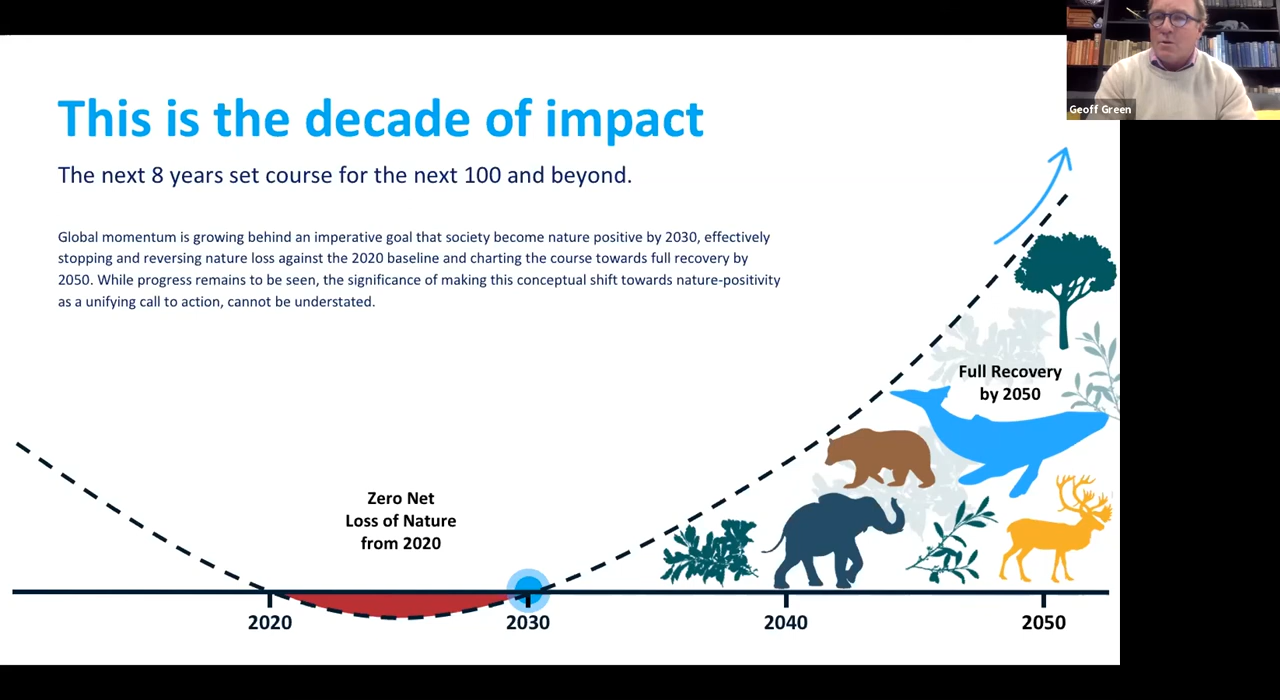 This is the decade of impact
The next 8 years set course for the next 100 and beyond.
Global momentum is growing behind an imperative goal that society become nature positive by 2030, effectively
stopping and reversing nature loss against the 2020 baseline and charting the course towards full recovery by
2050. While progress remains to be seen, the significance of making this conceptual shift towards nature-positivity
as a unifying call to action, cannot be understated.
Geoff Green
Full Recovery
by 2050
Zero Net
Loss of Nature
from 2020
2020
2030
2040
2050